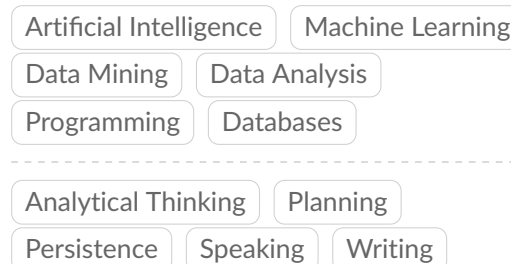 Artificial Intelligence Machine Learning
Data Mining Data Analysis
Programming Databases
Analytical Thinking Planning
Persistence Speaking Writing